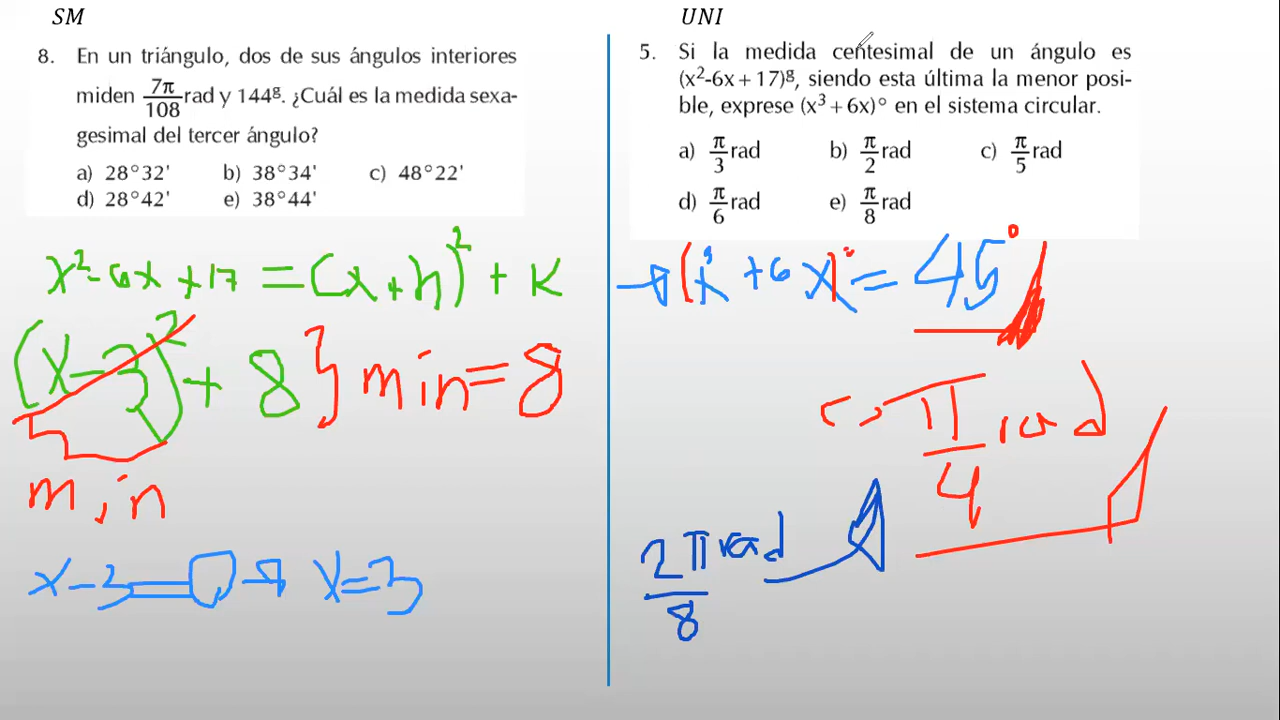 SM
8. En un triángulo, dos de sus ángulos interiores
miden 7π/108 rad y 144ᵍ. ¿Cuál es la medida sexa-
gesimal del tercer ángulo?
a) 28°32' b) 38°34' c) 48°22'
d) 28°42' e) 38°44'
x²-6x+17 = (x+h)² + K
(x-3)² + 8 } min = 8
min
x-3=0 → x=3
UNI
5. Si la medida centesimal de un ángulo es
(x²-6x+17)ᵍ, siendo esta última la menor posi-
ble, exprese (x³+6x)° en el sistema circular.
a) π/3 rad b) π/2 rad c) π/5 rad
d) π/6 rad e) π/8 rad
→ (x³+6x)° = 45°
π/4 rad
2π/8 rad